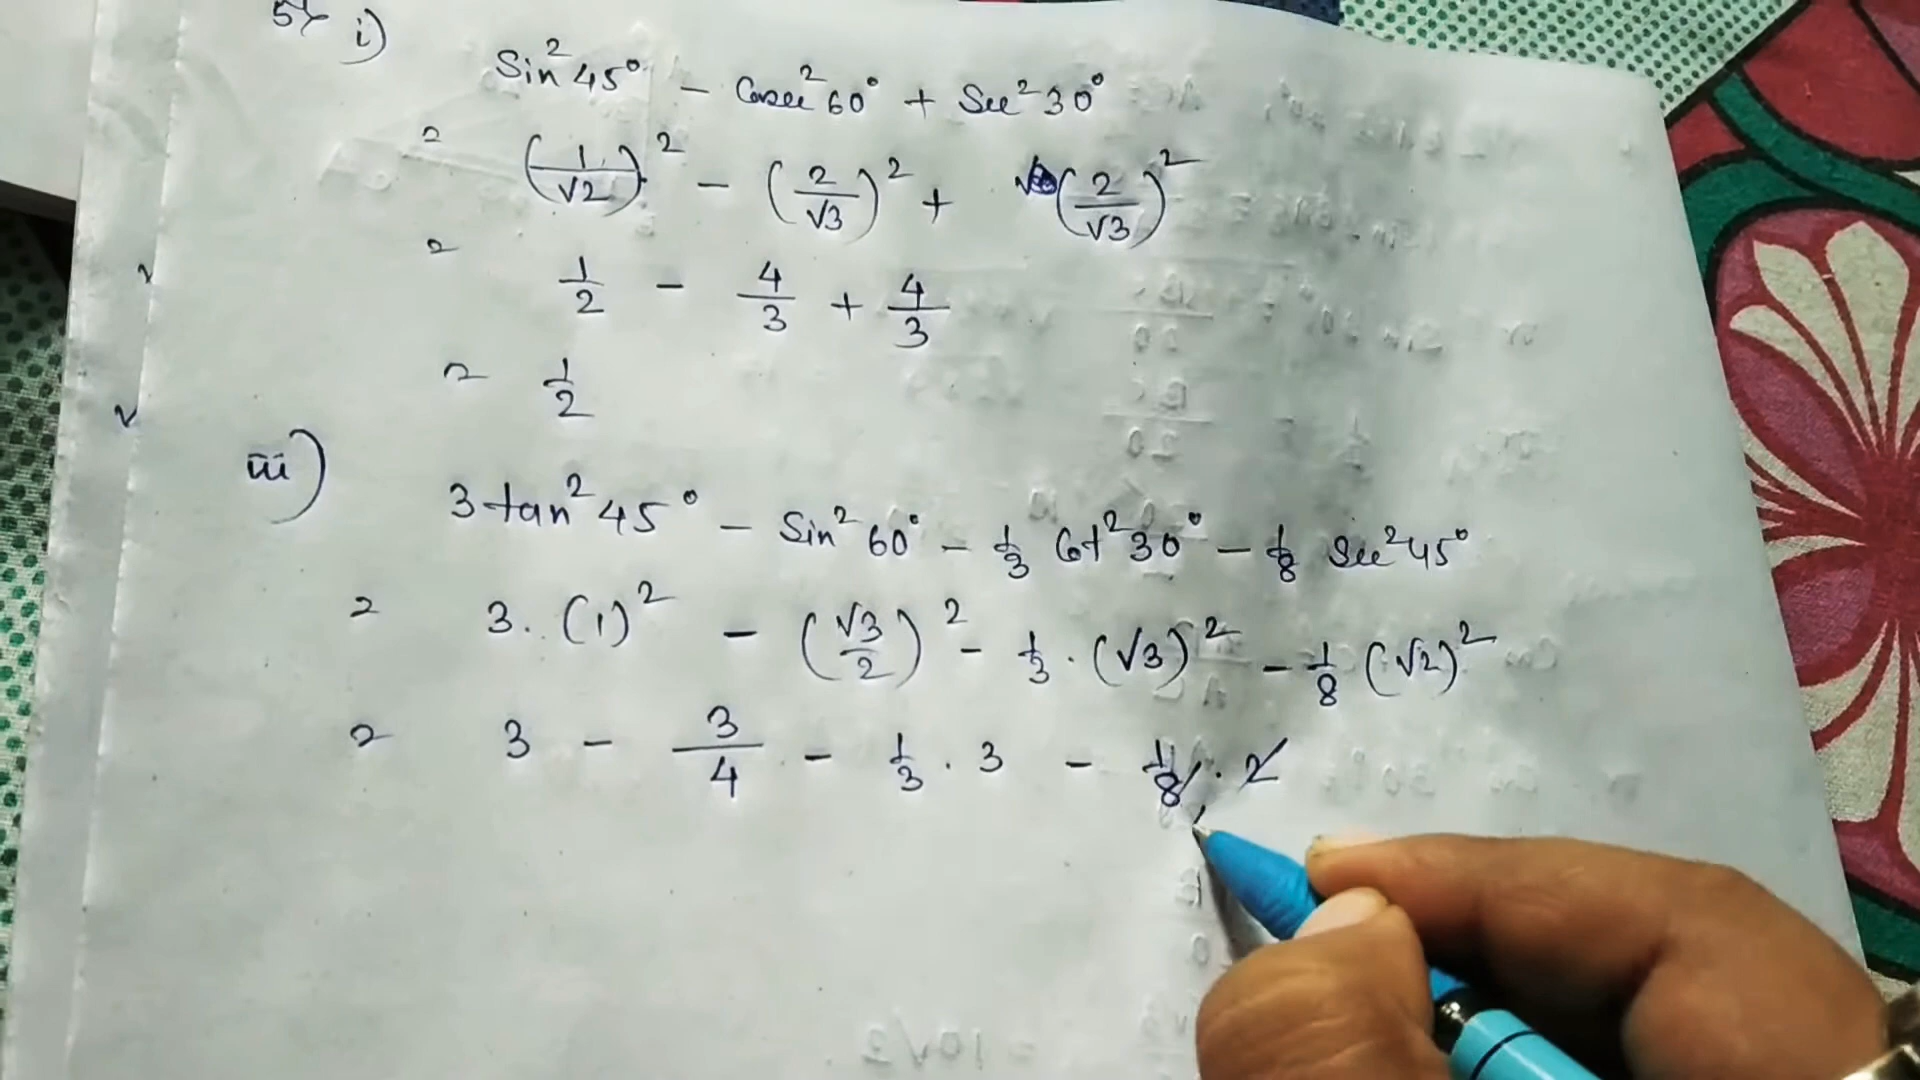 5) i)
Sin²45° - Cosec²60° + Sec²30°
= (1/√2)² - (2/√3)² + (2/√3)²
= 1/2 - 4/3 + 4/3
= 1/2
iii)
3tan²45° - Sin²60° - 1/3 Cot²30° - 1/8 Sec²45°
= 3. (1)² - (√3/2)² - 1/3 . (√3)² - 1/8 (√2)²
= 3 - 3/4 - 1/3 . 3 - 1/8 . 2